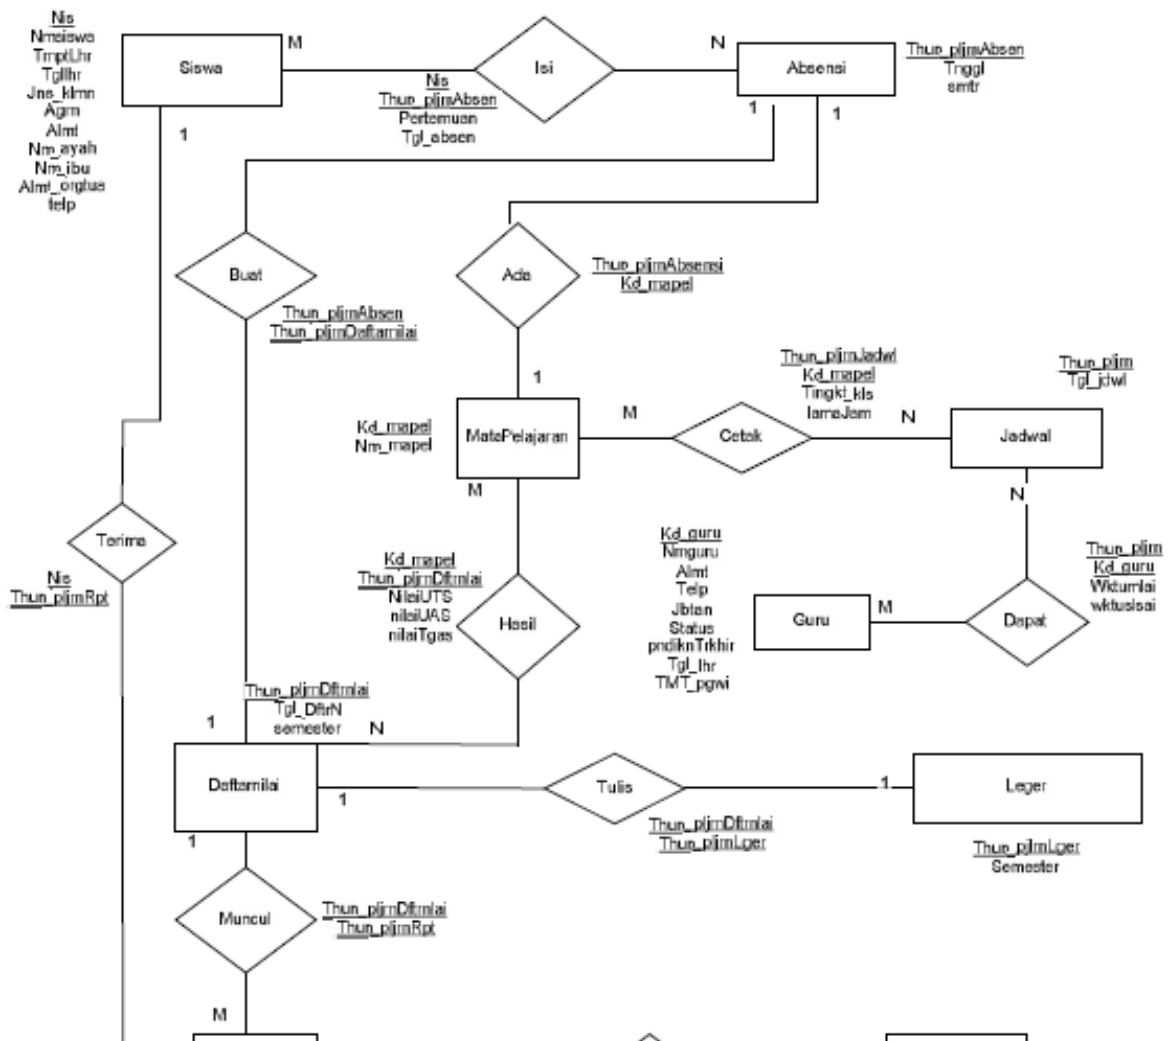 Nis
Nmsiswa
TmptLhr
Tgllhr
Jns_klmn
Agm
Almt
Nm_ayah
Nm_ibu
Almt_orgtua
telp
Siswa
M
1
Isi
N
Nis
Thun_pljrnAbsen
Pertemuan
Tgl_absen
Absensi
1
1
Thun_pljrnAbsen
Tnggl
smtr
Buat
Thun_pljrnAbsen
Thun_pljrnDaftarnilai
Ada
Thun_pljrnAbsensi
Kd_mapel
1
Kd_mapel
Nm_mapel
MataPelajaran
M
M
Thun_pljrnJadwl
Kd_mapel
Tingkt_kls
lamaJam
Cetak
N
Thun_pljrn
Tgl_jdwl
Jadwal
N
Terima
Nis
Thun_pljrnRpt
Kd_mapel
Thun_pljrnDftrnlai
NilaiUTS
nilaiUAS
nilaiTgas
Hasil
Kd_guru
Nmguru
Almt
Telp
Jbtan
Status
pndiknTrkhir
Tgl_lhr
TMT_pgwi
Guru
M
Dapat
Thun_pljrn
Kd_guru
Wkturnlai
wktuslsai
Thun_pljrnDftrnlai
Tgl_DftrN
semester
1
N
Daftarnilai
1
1
Tulis
Thun_pljrnDftrnlai
Thun_pljrnLger
1
Leger
Thun_pljrnLger
Semester
Muncul
Thun_pljrnDftrnlai
Thun_pljrnRpt
M